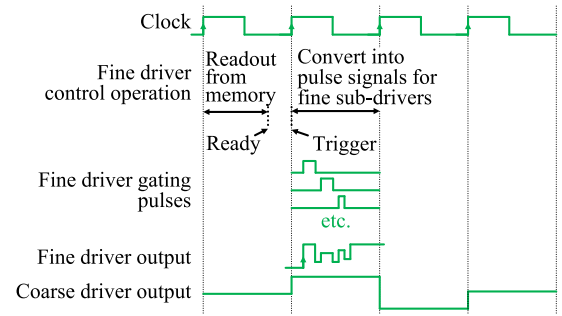 Clock
Fine driver
control operation
Readout
from
memory
Convert into
pulse signals for
fine sub-drivers
Ready
Trigger
Fine driver gating
pulses
etc.
Fine driver output
Coarse driver output